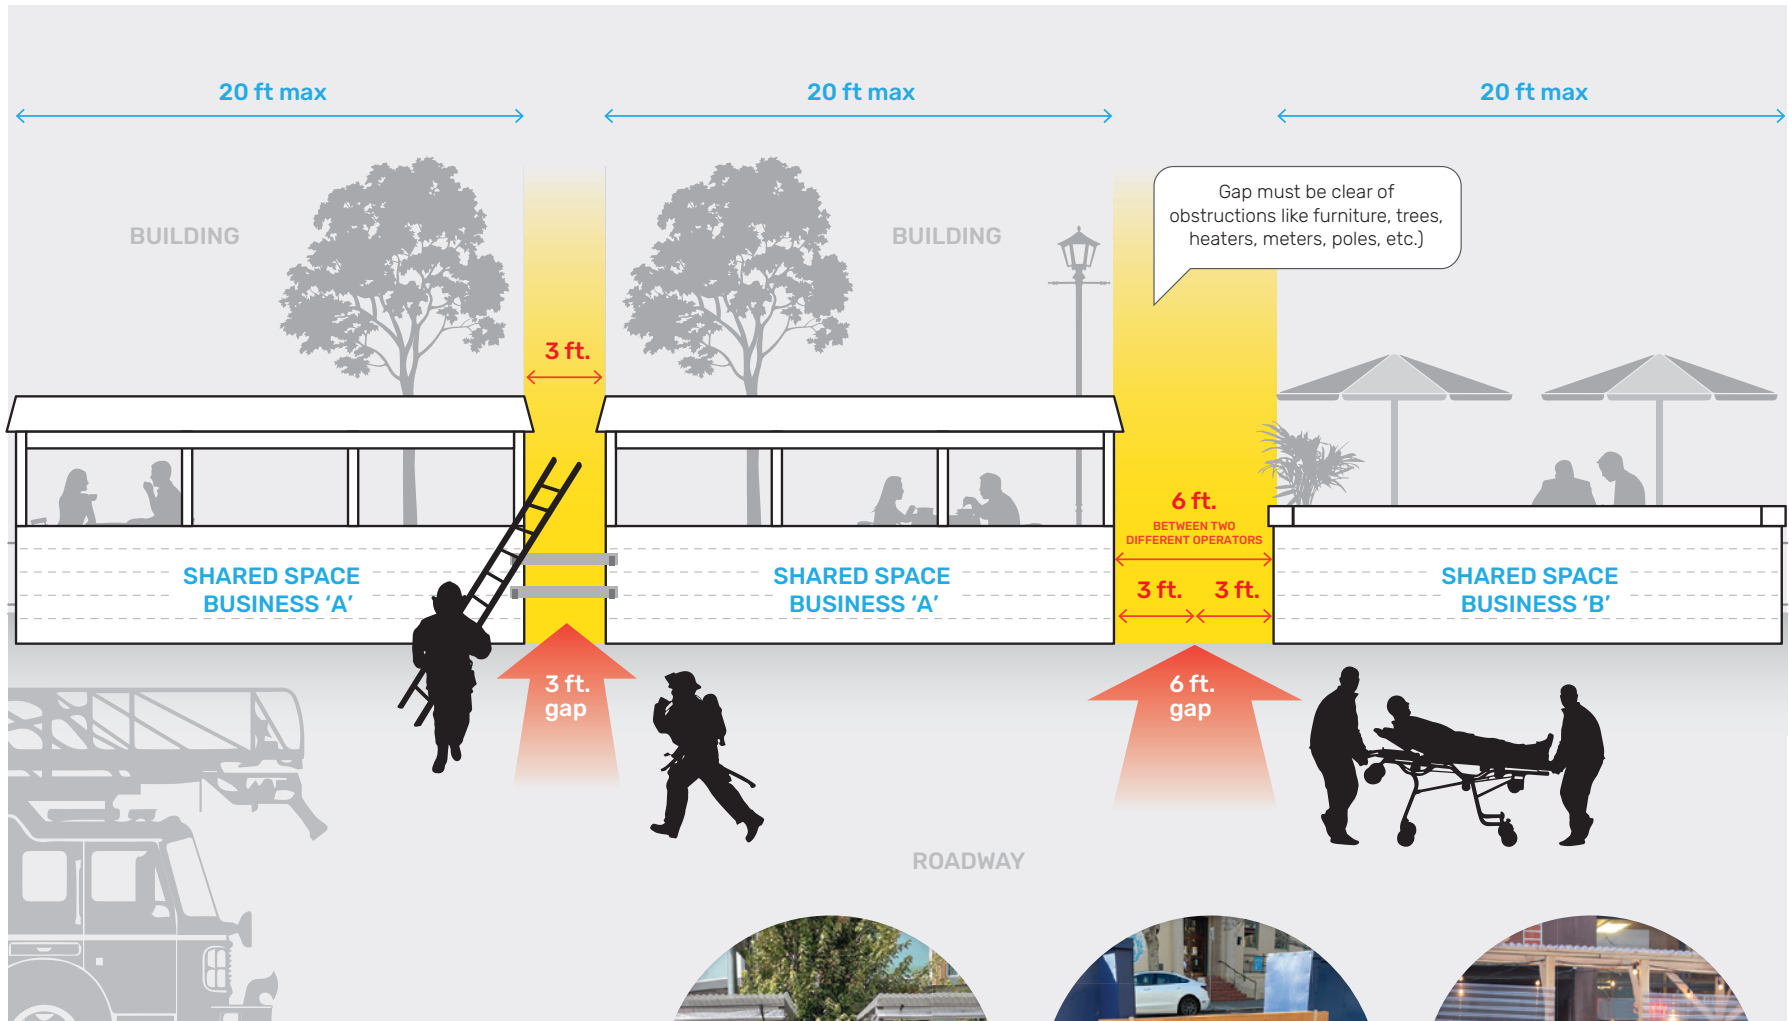 20 ft max
20 ft max
20 ft max
Gap must be clear of
obstructions like furniture, trees,
heaters, meters, poles, etc.)
BUILDING
BUILDING
3 ft.
6 ft.
BETWEEN TWO
DIFFERENT OPERATORS
3 ft.
3 ft.
SHARED SPACE
BUSINESS ‘A’
SHARED SPACE
BUSINESS ‘A’
SHARED SPACE
BUSINESS ‘B’
3 ft.
gap
6 ft.
gap
ROADWAY